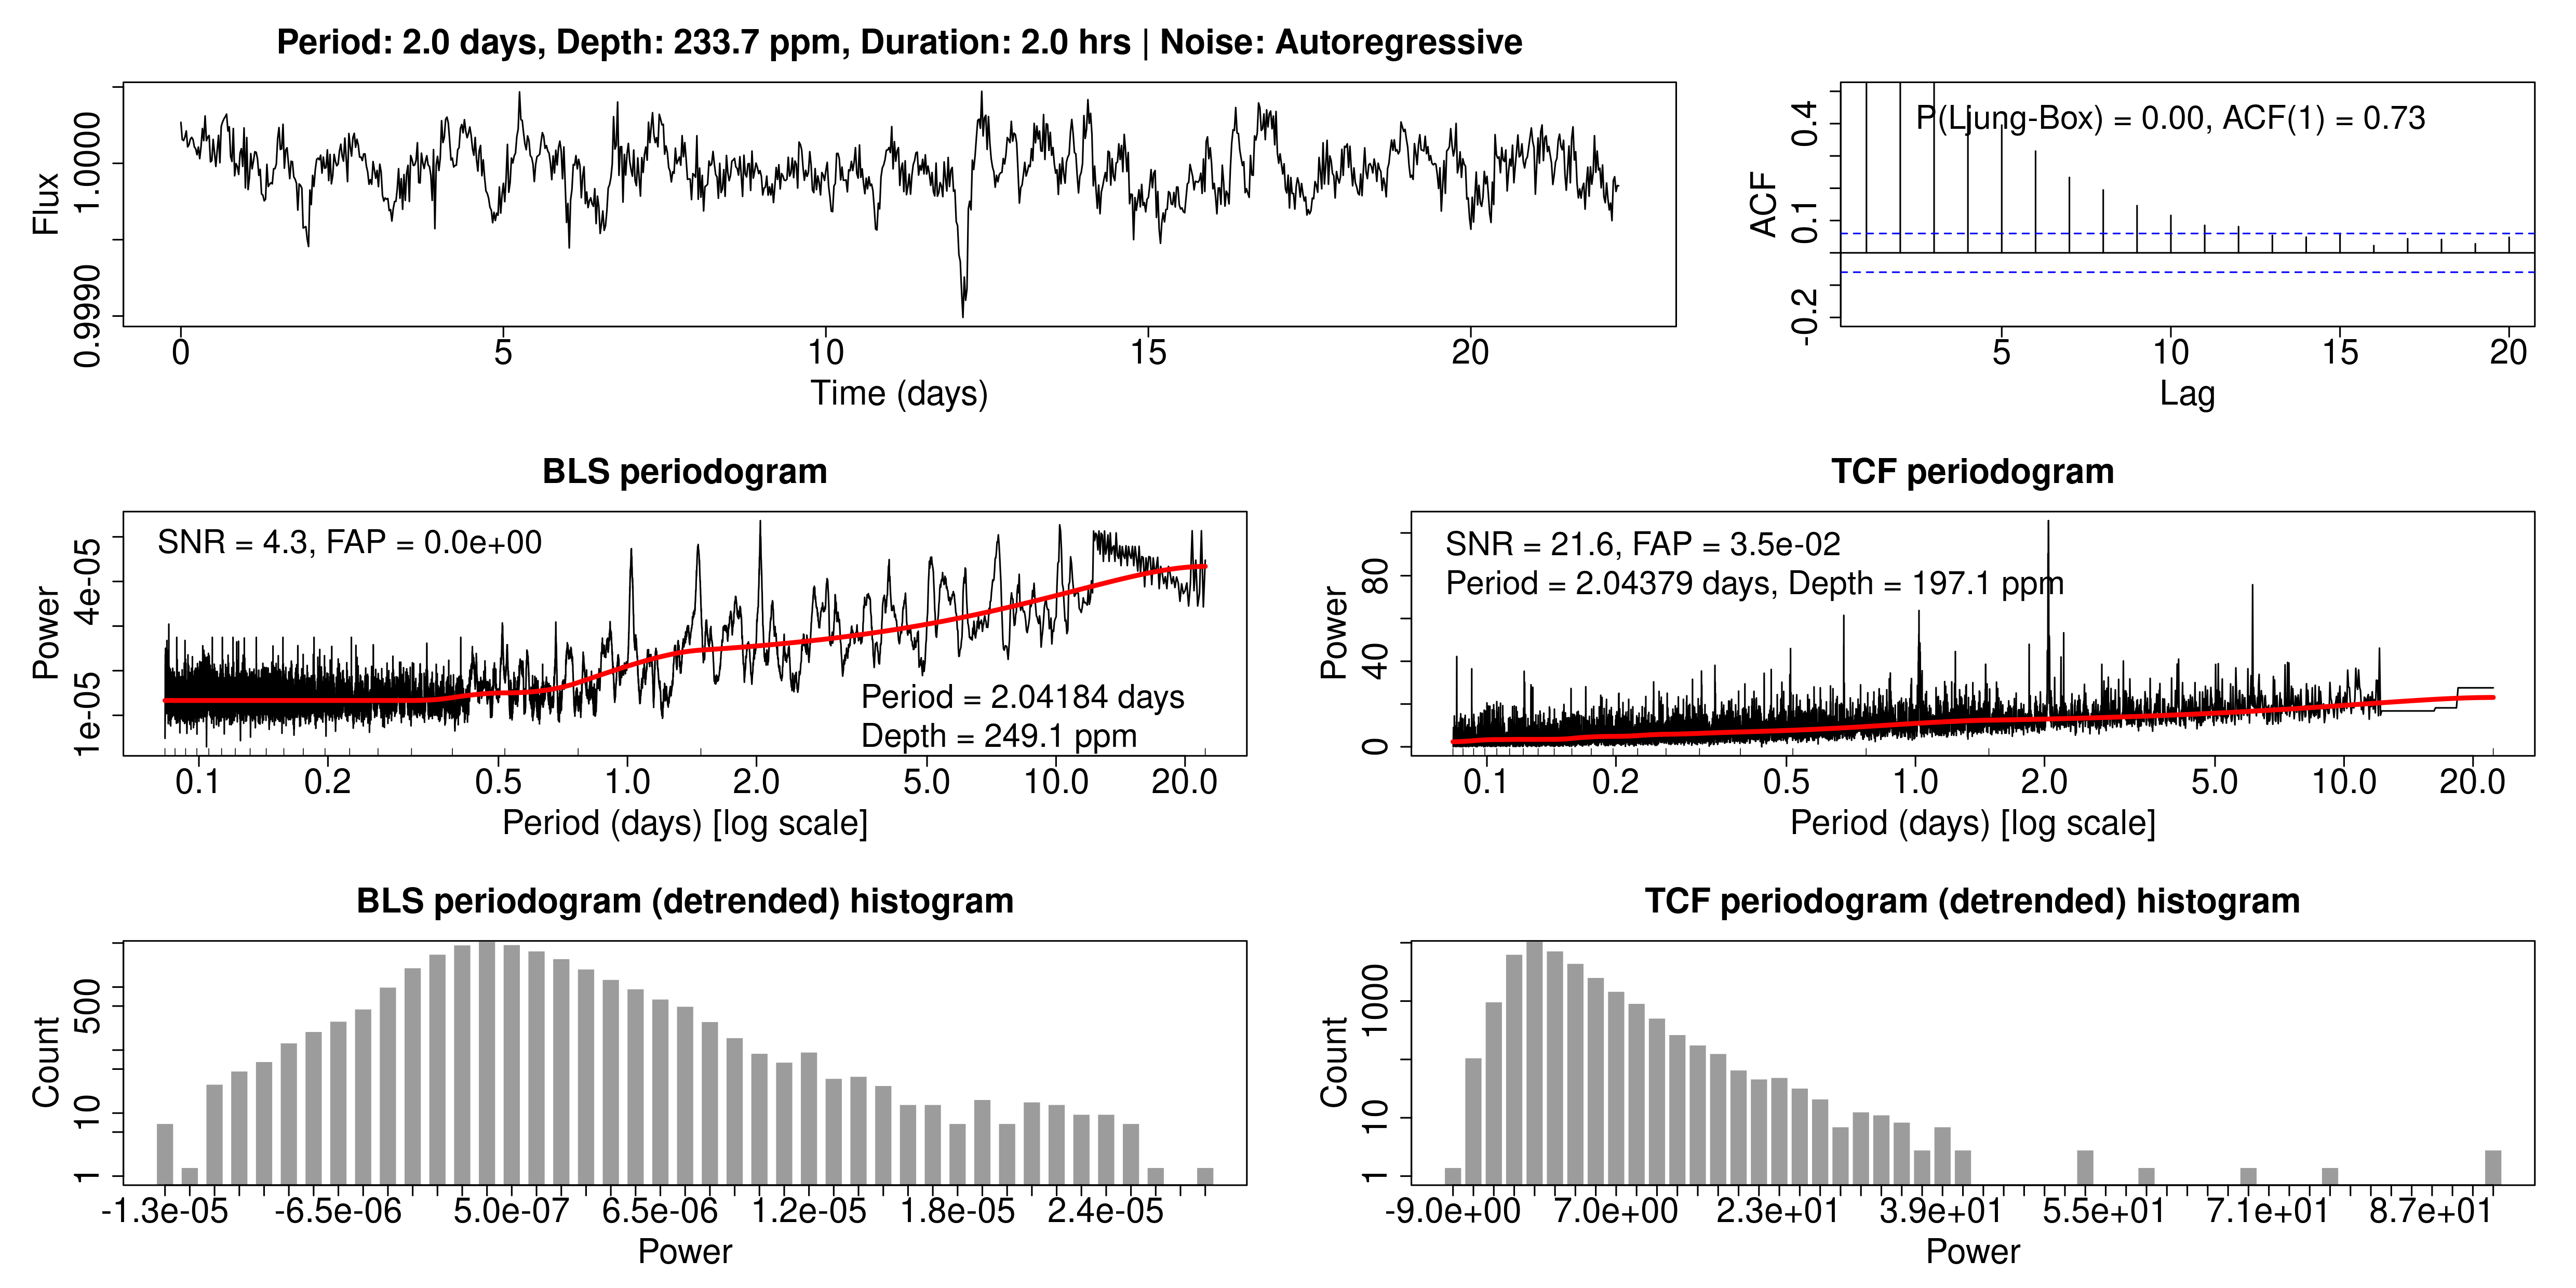 Period: 2.0 days, Depth: 233.7 ppm, Duration: 2.0 hrs | Noise: Autoregressive
Flux
0.9990 1.0000
0 5 10 15 20
Time (days)
P(Ljung-Box) = 0.00, ACF(1) = 0.73
ACF
-0.2 0.1 0.4
5 10 15 20
Lag
BLS periodogram
SNR = 4.3, FAP = 0.0e+00
Period = 2.04184 days
Depth = 249.1 ppm
Power
1e-05 4e-05
0.1 0.2 0.5 1.0 2.0 5.0 10.0 20.0
Period (days) [log scale]
TCF periodogram
SNR = 21.6, FAP = 3.5e-02
Period = 2.04379 days, Depth = 197.1 ppm
Power
0 40 80
0.1 0.2 0.5 1.0 2.0 5.0 10.0 20.0
Period (days) [log scale]
BLS periodogram (detrended) histogram
Count
1 10 500
-1.3e-05 -6.5e-06 5.0e-07 6.5e-06 1.2e-05 1.8e-05 2.4e-05
Power
TCF periodogram (detrended) histogram
Count
1 10 1000
-9.0e+00 7.0e+00 2.3e+01 3.9e+01 5.5e+01 7.1e+01 8.7e+01
Power